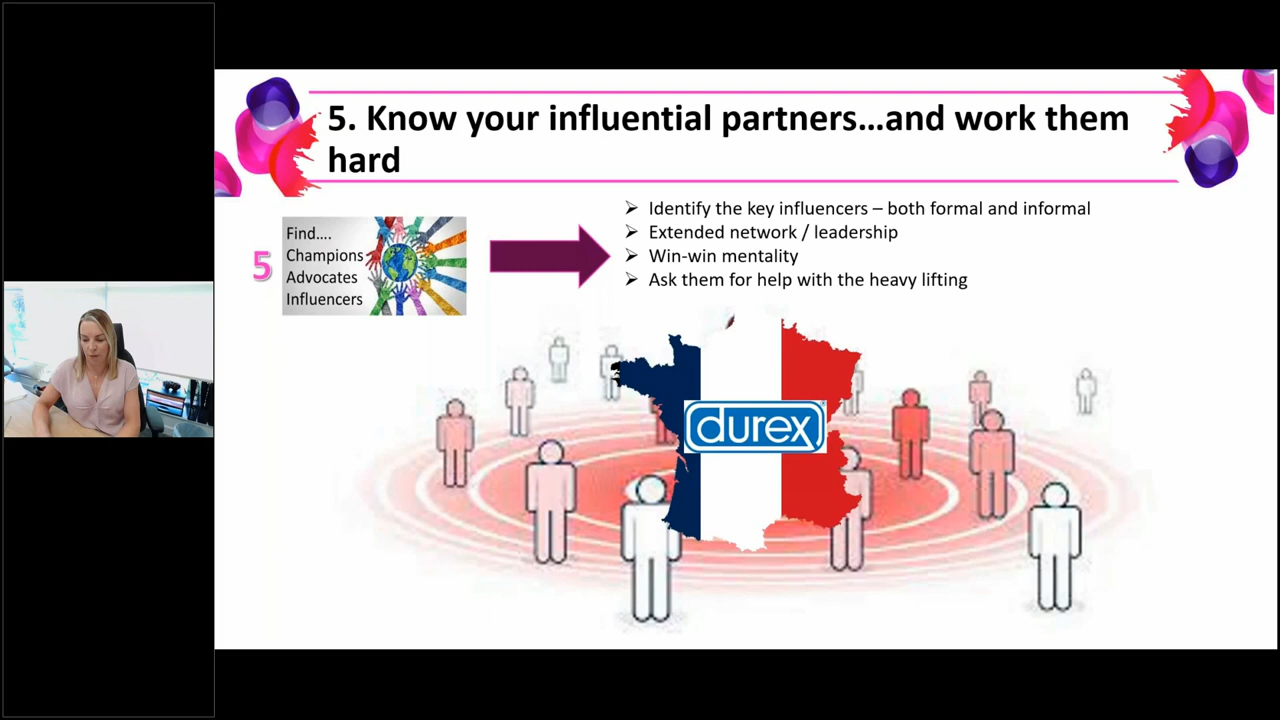 5. Know your influential partners...and work them
hard
5
Find....
Champions
Advocates
Influencers
➢ Identify the key influencers – both formal and informal
➢ Extended network / leadership
➢ Win-win mentality
➢ Ask them for help with the heavy lifting
durex